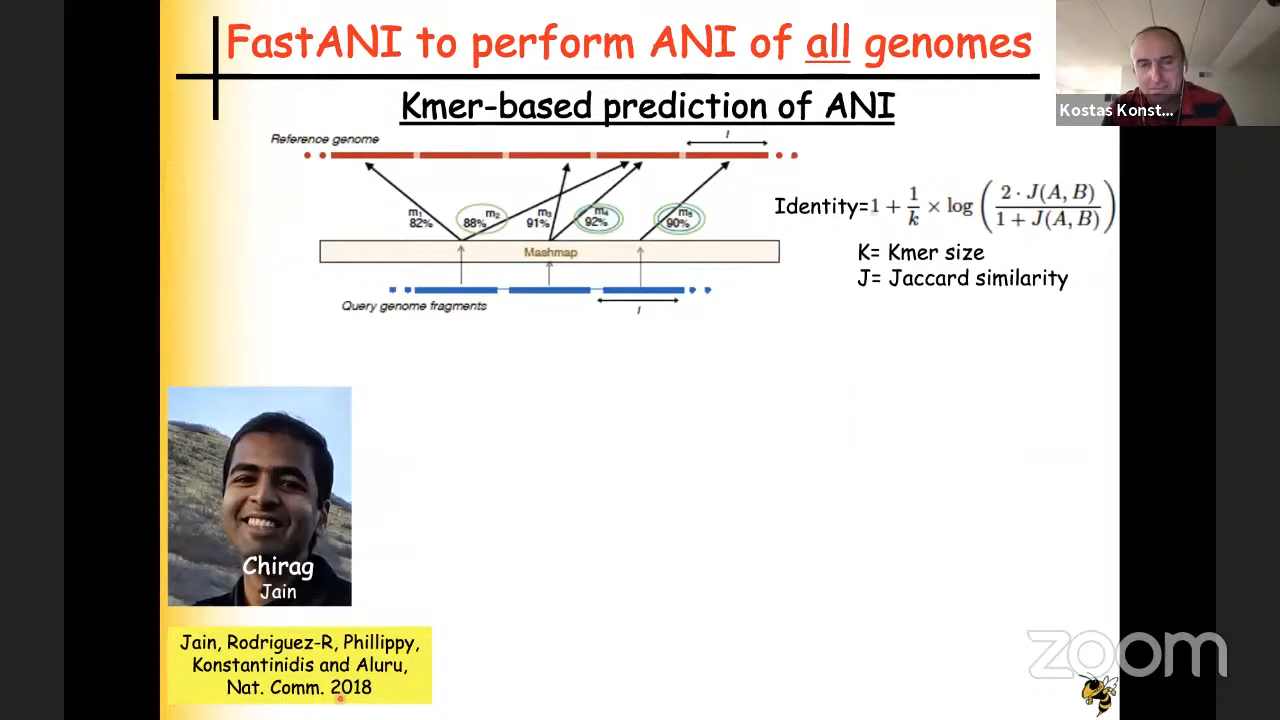 FastANI to perform ANI of all genomes
Kostas Konst...
Kmer-based prediction of ANI
Reference genome
l
m₁ 82%
88% m₂
m₃ 91%
m₄ 92%
m₅ 90%
Identity=1 + 1/k × log ( 2 · J(A, B) / 1 + J(A, B) )
Mashmap
K= Kmer size
J= Jaccard similarity
Query genome fragments
l
Chirag
Jain
Jain, Rodriguez-R, Phillippy,
Konstantinidis and Aluru,
Nat. Comm. 2018
zoom